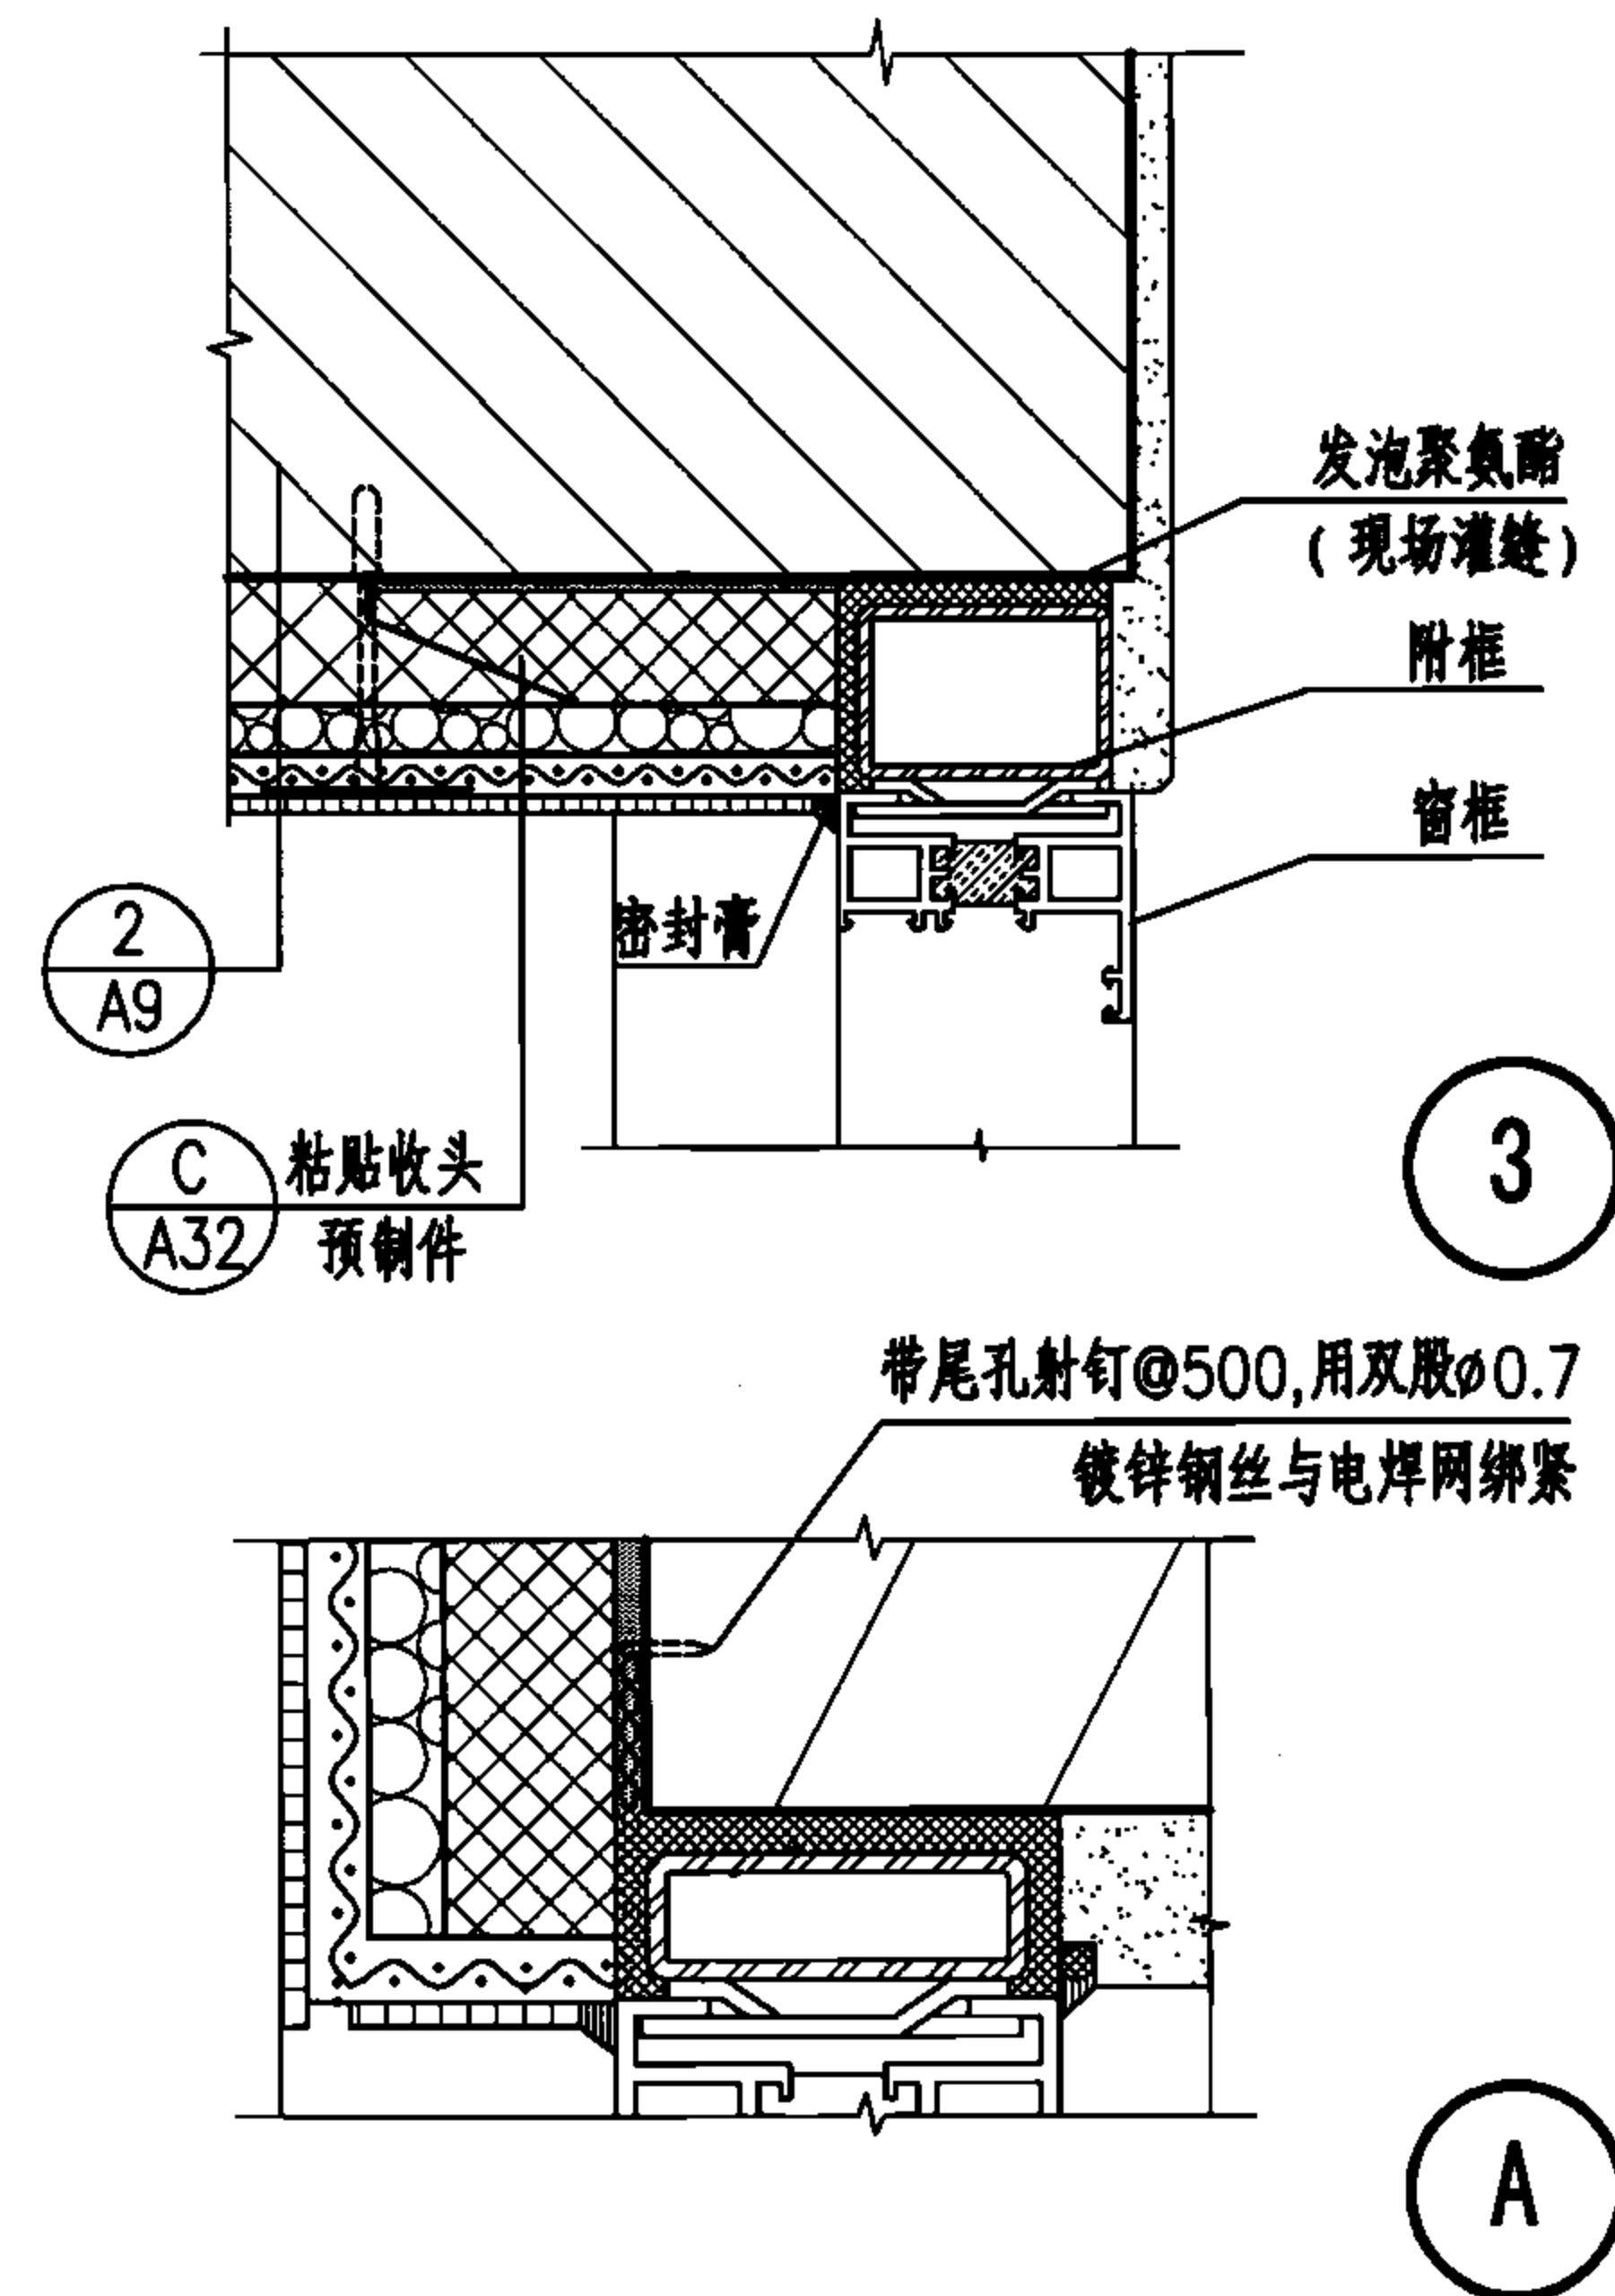 发泡聚氨酯
(现场灌缝)
附框
窗框
密封膏
2
A9
C
A32
粘贴收头
预制件
3
带尾孔射钉@500,用双股ø0.7
镀锌钢丝与电焊网绑紧
A